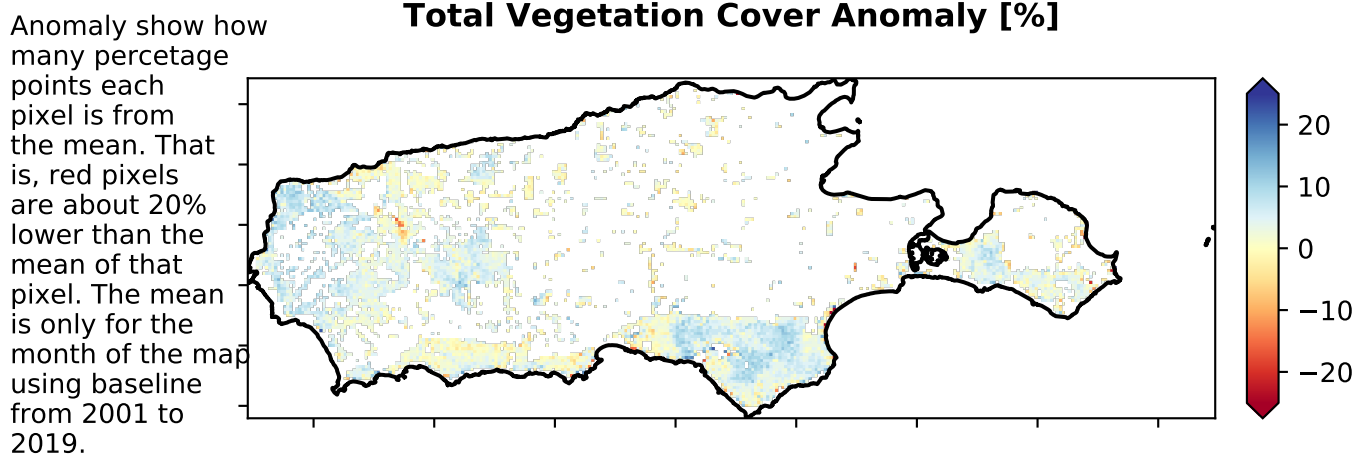 Total Vegetation Cover Anomaly [%]
Anomaly show how
many percetage
points each
pixel is from
the mean. That
is, red pixels
are about 20%
lower than the
mean of that
pixel. The mean
is only for the
month of the map
using baseline
from 2001 to
2019.
20
10
0
−10
−20